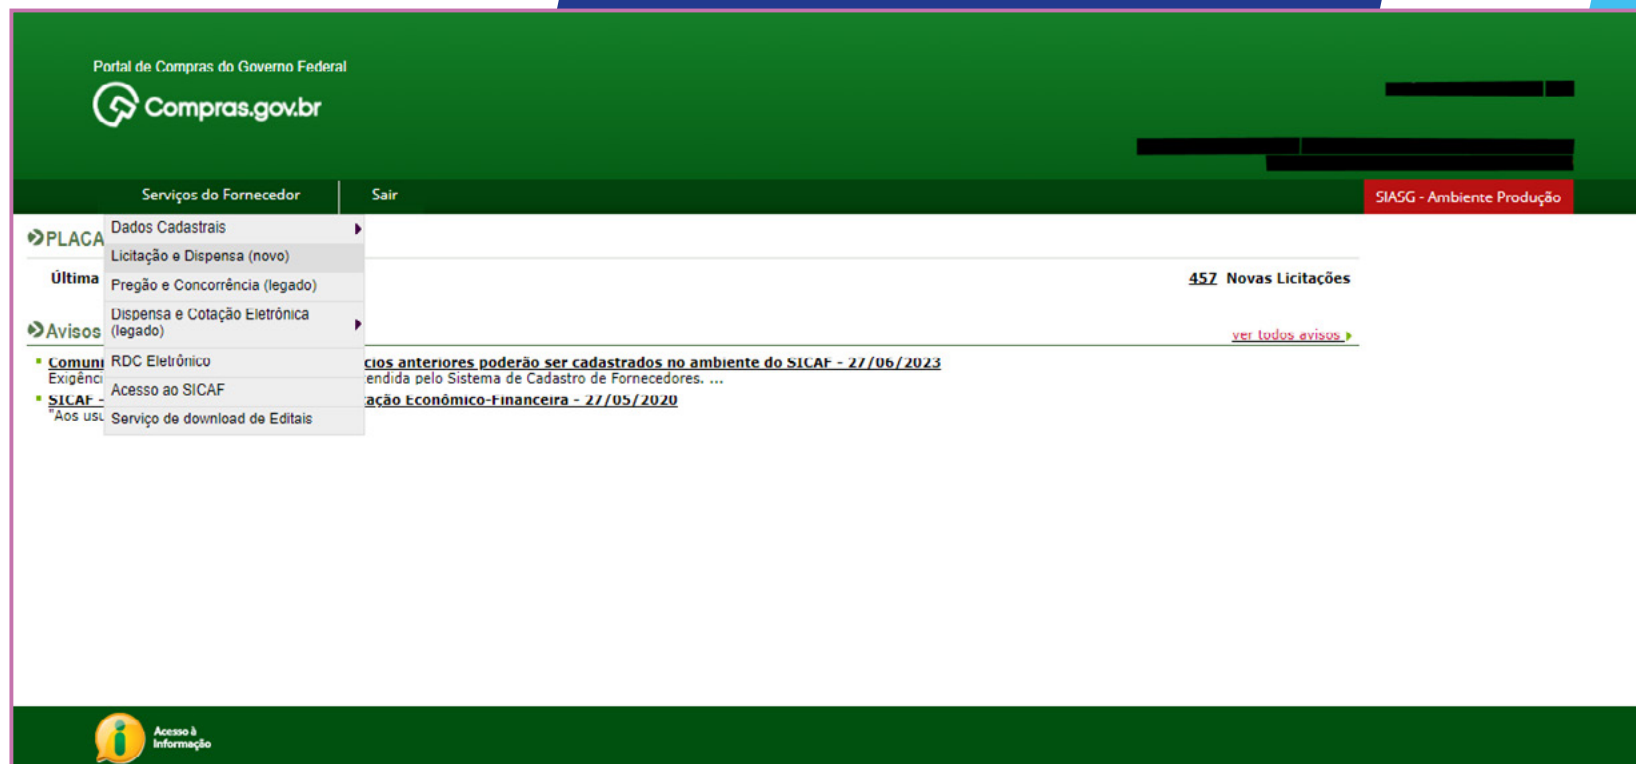 Portal de Compras do Governo Federal
Compras.gov.br
Serviços do Fornecedor
Sair
SIASG - Ambiente Produção
PLACA
Dados Cadastrais
Licitação e Dispensa (novo)
Última
457 Novas Licitações
Pregão e Concorrência (legado)
Dispensa e Cotação Eletrônica
(legado)
Avisos
ver todos avisos
RDC Eletrônico
Comuni
cios anteriores poderão ser cadastrados no ambiente do SICAF - 27/06/2023
Exigênci
endida pelo Sistema de Cadastro de Fornecedores. ...
Acesso ao SICAF
SICAF -
ação Econômico-Financeira - 27/05/2020
"Aos usu
Serviço de download de Editais
Acesso à
Informação